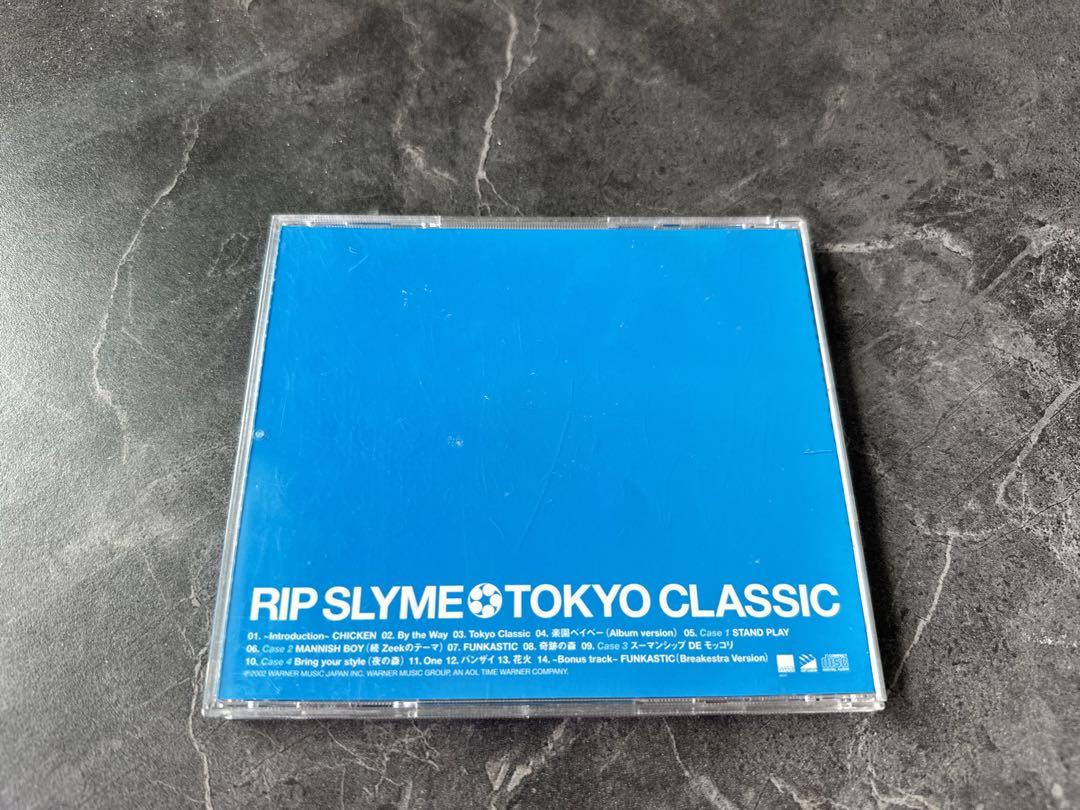 RIP SLYME TOKYO CLASSIC
01. ~Introduction~ CHICKEN 02. By the Way 03. Tokyo Classic 04. 楽園ベイベー (Album version) 05. Case 1 STAND PLAY
06. Case 2 MANNISH BOY (続 Zeekのテーマ) 07. FUNKASTIC 08. 奇跡の森 09. Case 3 スーマンシップ DE モッコリ
10. Case 4 Bring your style (夜の森) 11. One 12. バンザイ 13. 花火 14. ~Bonus track~ FUNKASTIC (Breakestra Version)
℗2002 WARNER MUSIC JAPAN INC. WARNER MUSIC GROUP, AN AOL TIME WARNER COMPANY.